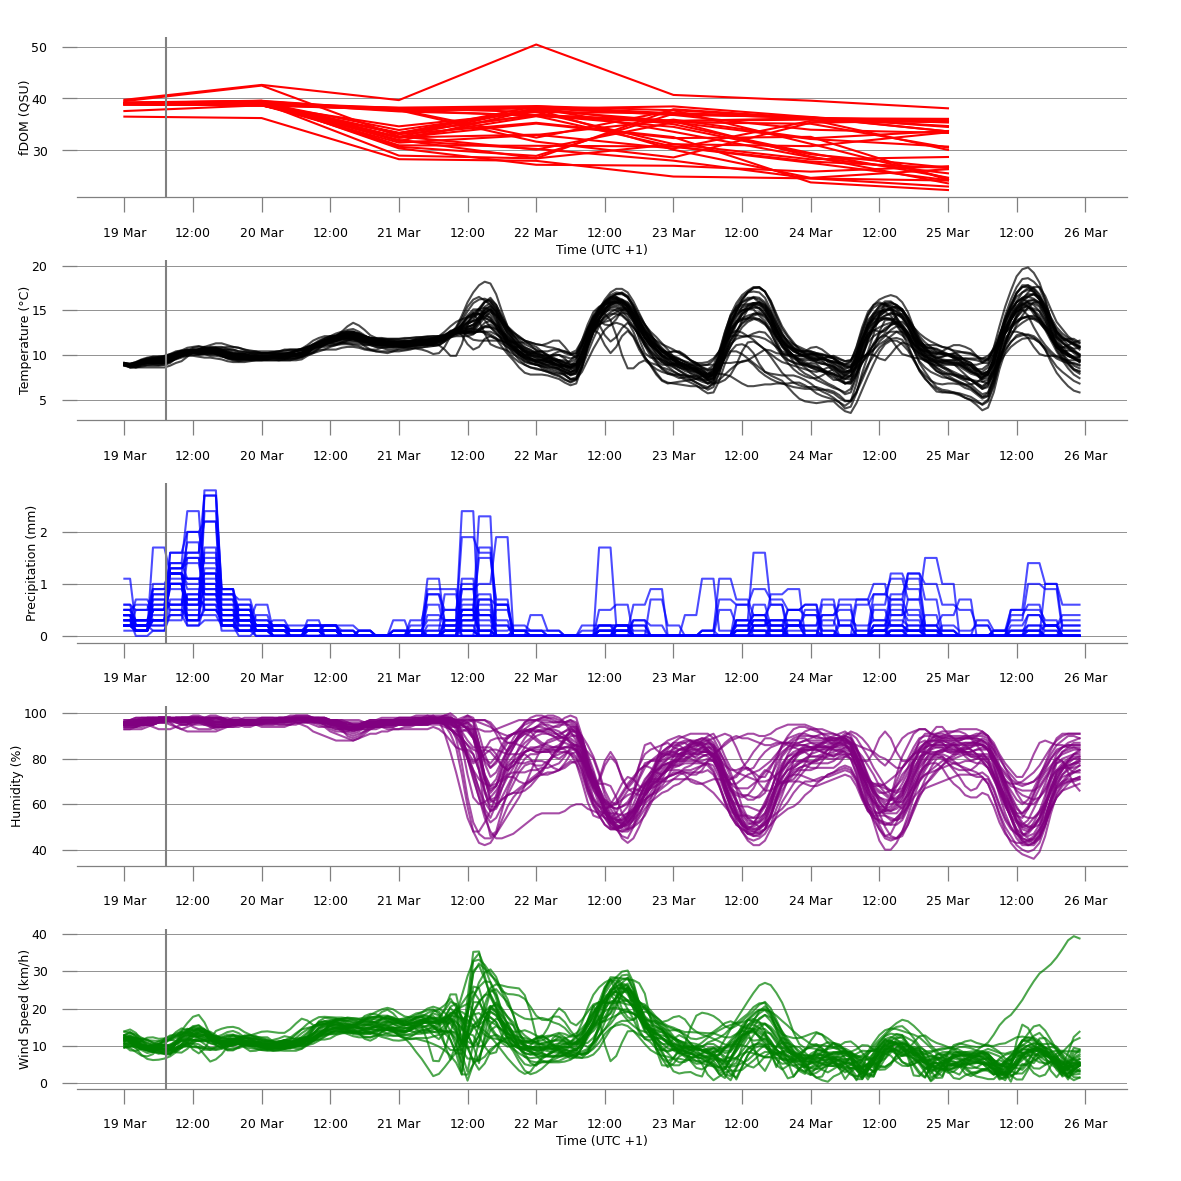 50
40
30
fDOM (QSU)
19 Mar 12:00 20 Mar 12:00 21 Mar 12:00 22 Mar 12:00 23 Mar 12:00 24 Mar 12:00 25 Mar 12:00 26 Mar
Time (UTC +1)
20
15
10
5
Temperature (°C)
19 Mar 12:00 20 Mar 12:00 21 Mar 12:00 22 Mar 12:00 23 Mar 12:00 24 Mar 12:00 25 Mar 12:00 26 Mar
2
1
0
Precipitation (mm)
19 Mar 12:00 20 Mar 12:00 21 Mar 12:00 22 Mar 12:00 23 Mar 12:00 24 Mar 12:00 25 Mar 12:00 26 Mar
100
80
60
40
Humidity (%)
19 Mar 12:00 20 Mar 12:00 21 Mar 12:00 22 Mar 12:00 23 Mar 12:00 24 Mar 12:00 25 Mar 12:00 26 Mar
40
30
20
10
0
Wind Speed (km/h)
19 Mar 12:00 20 Mar 12:00 21 Mar 12:00 22 Mar 12:00 23 Mar 12:00 24 Mar 12:00 25 Mar 12:00 26 Mar
Time (UTC +1)